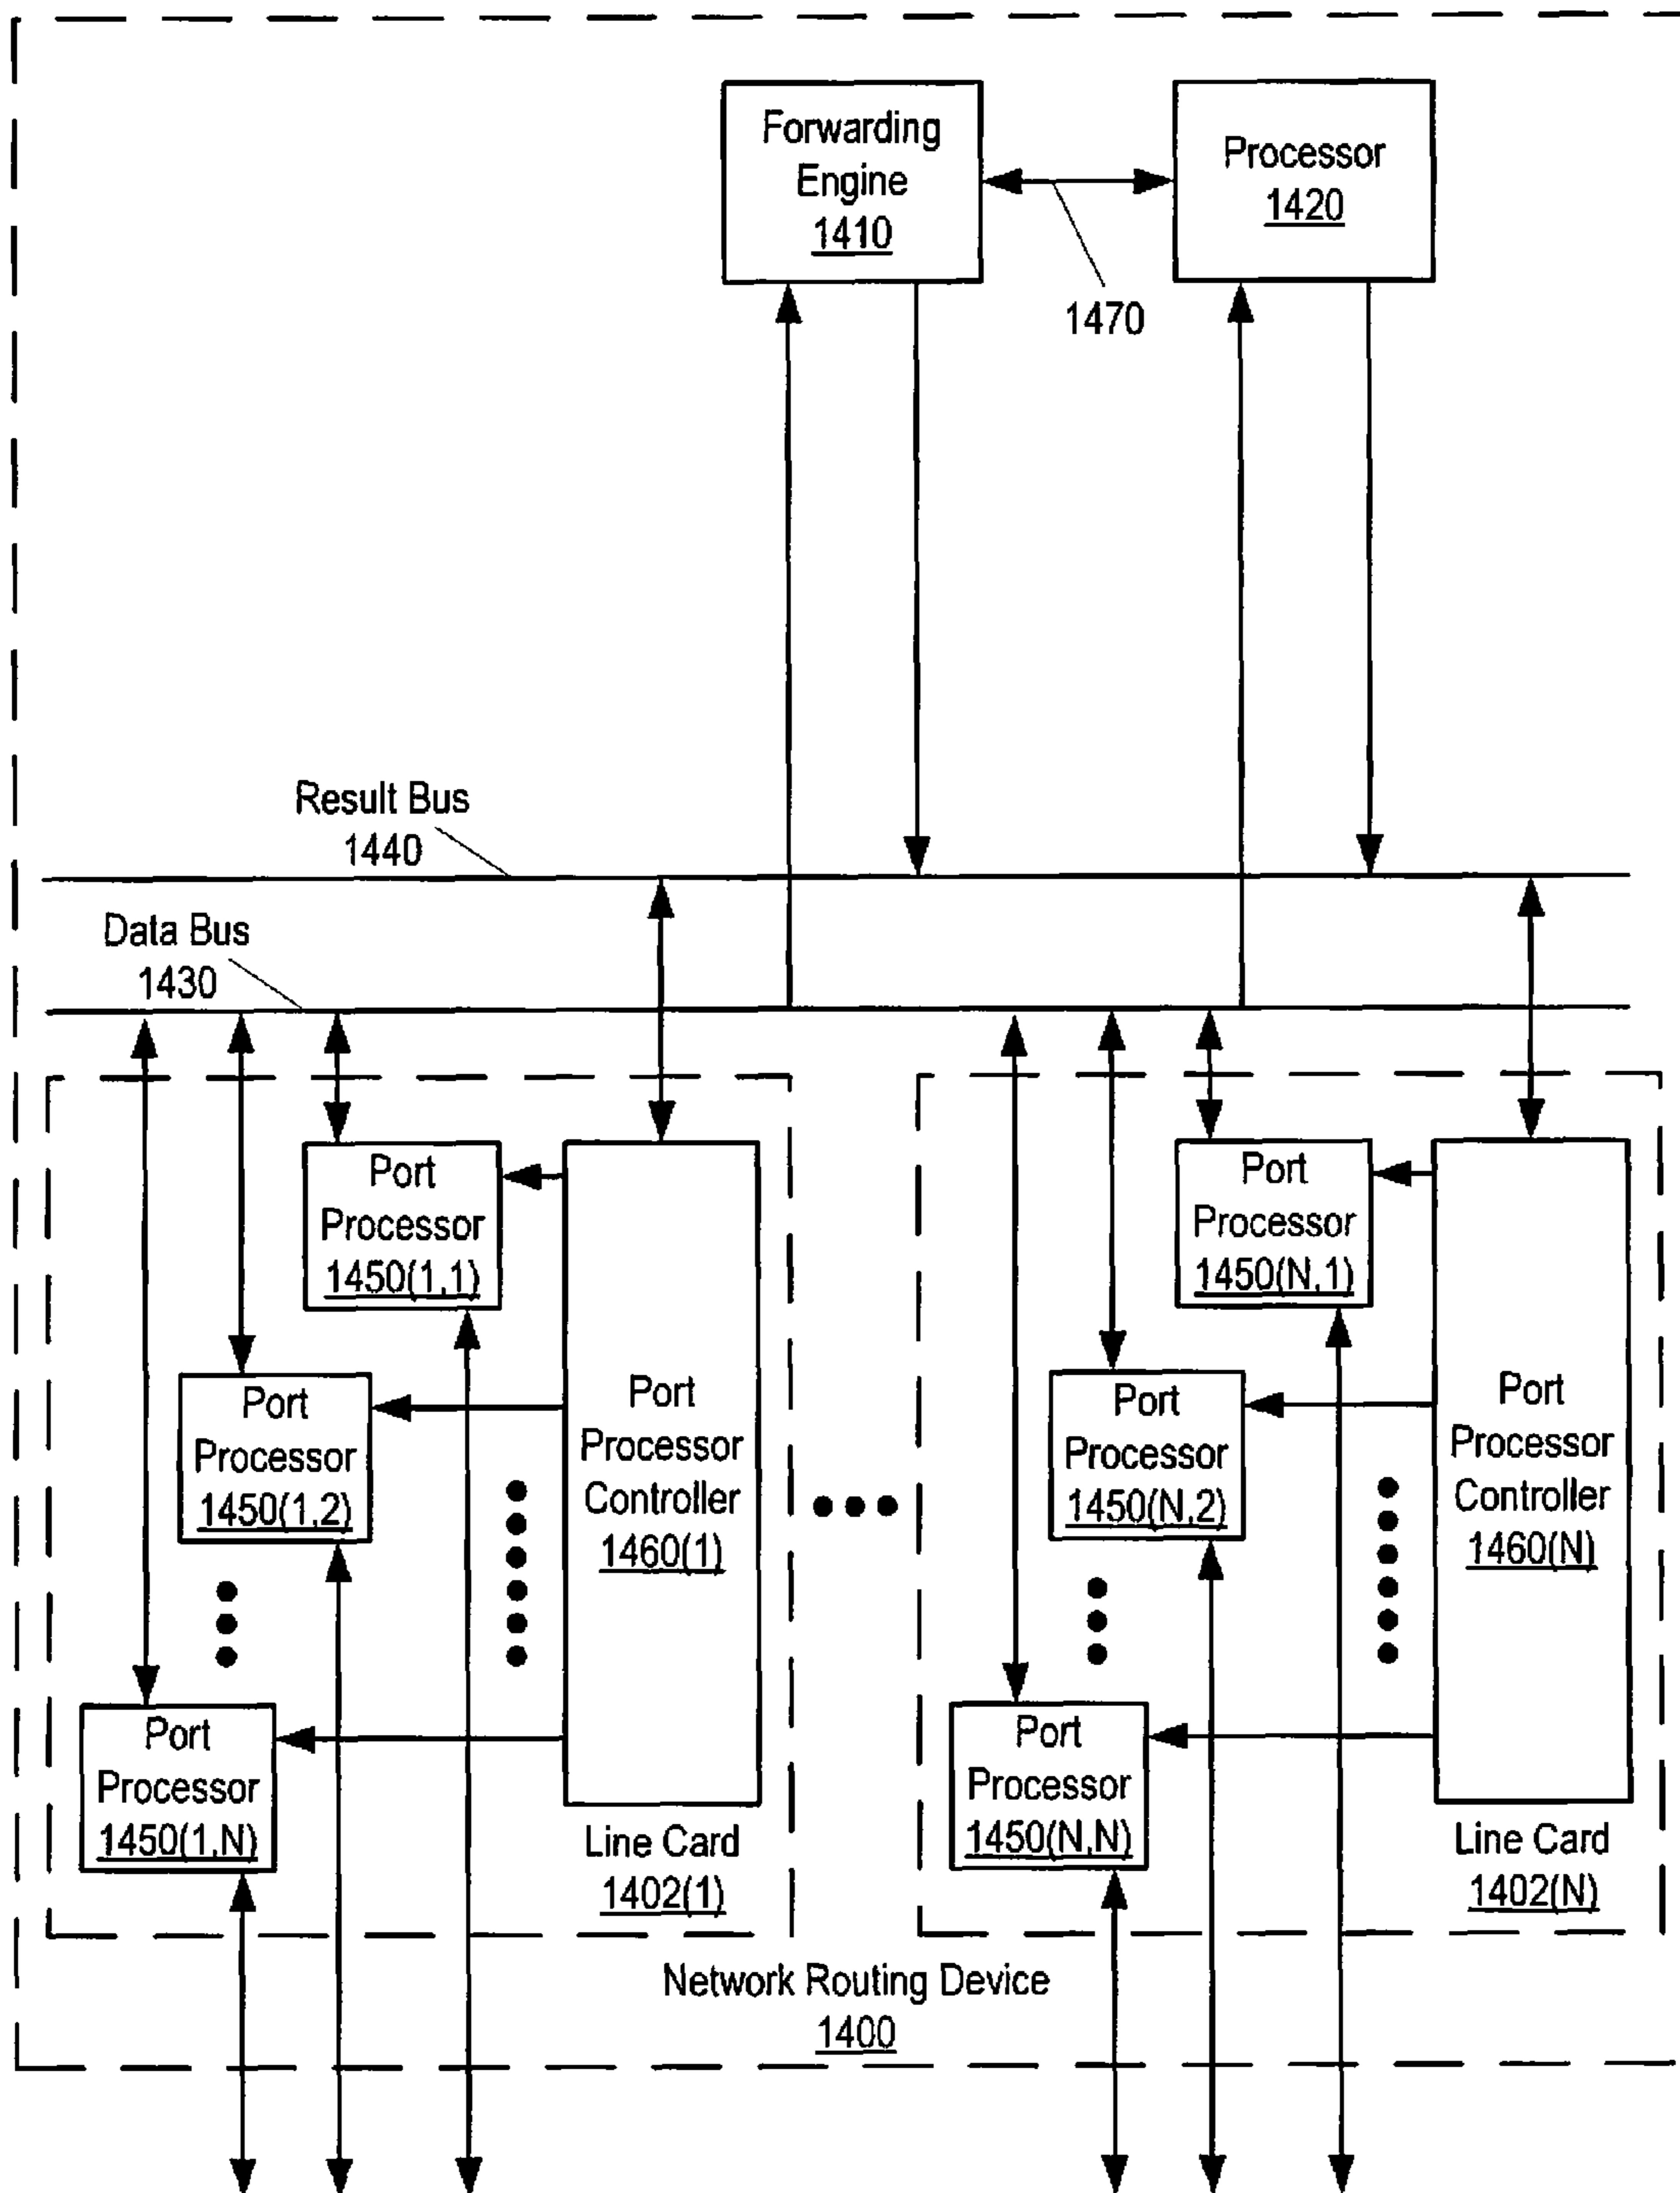 Forwarding
Engine
1410
Processor
1420
1470
Result Bus
1440
Data Bus
1430
Port
Processor
1450(1,1)
Port
Processor
1450(1,2)
Port
Processor
1450(1,N)
Port
Processor
Controller
1460(1)
Line Card
1402(1)
Port
Processor
1450(N,1)
Port
Processor
1450(N,2)
Port
Processor
1450(N,N)
Port
Processor
Controller
1460(N)
Line Card
1402(N)
Network Routing Device
1400